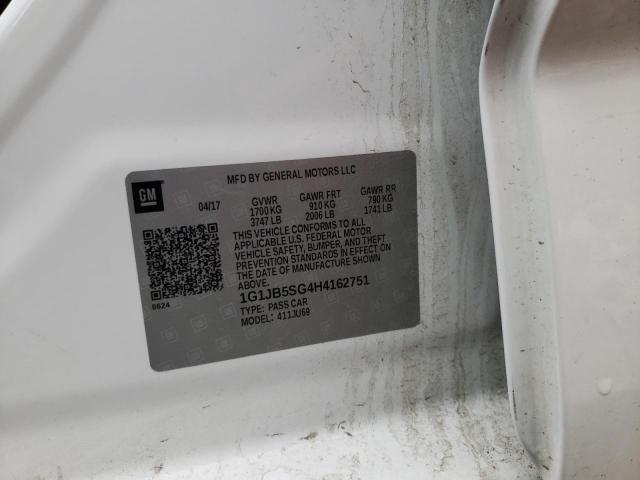 GM
MFD BY GENERAL MOTORS LLC
04/17 GVWR GAWR FRT GAWR RR
1700 KG 910 KG 790 KG
3747 LB 2006 LB 1741 LB
THIS VEHICLE CONFORMS TO ALL
APPLICABLE U.S. FEDERAL MOTOR
VEHICLE SAFETY, BUMPER, AND THEFT
PREVENTION STANDARDS IN EFFECT
ON THE DATE OF MANUFACTURE SHOWN
ABOVE.
1G1JB5SG4H4162751
TYPE: PASS CAR
MODEL: 411JU69
8624